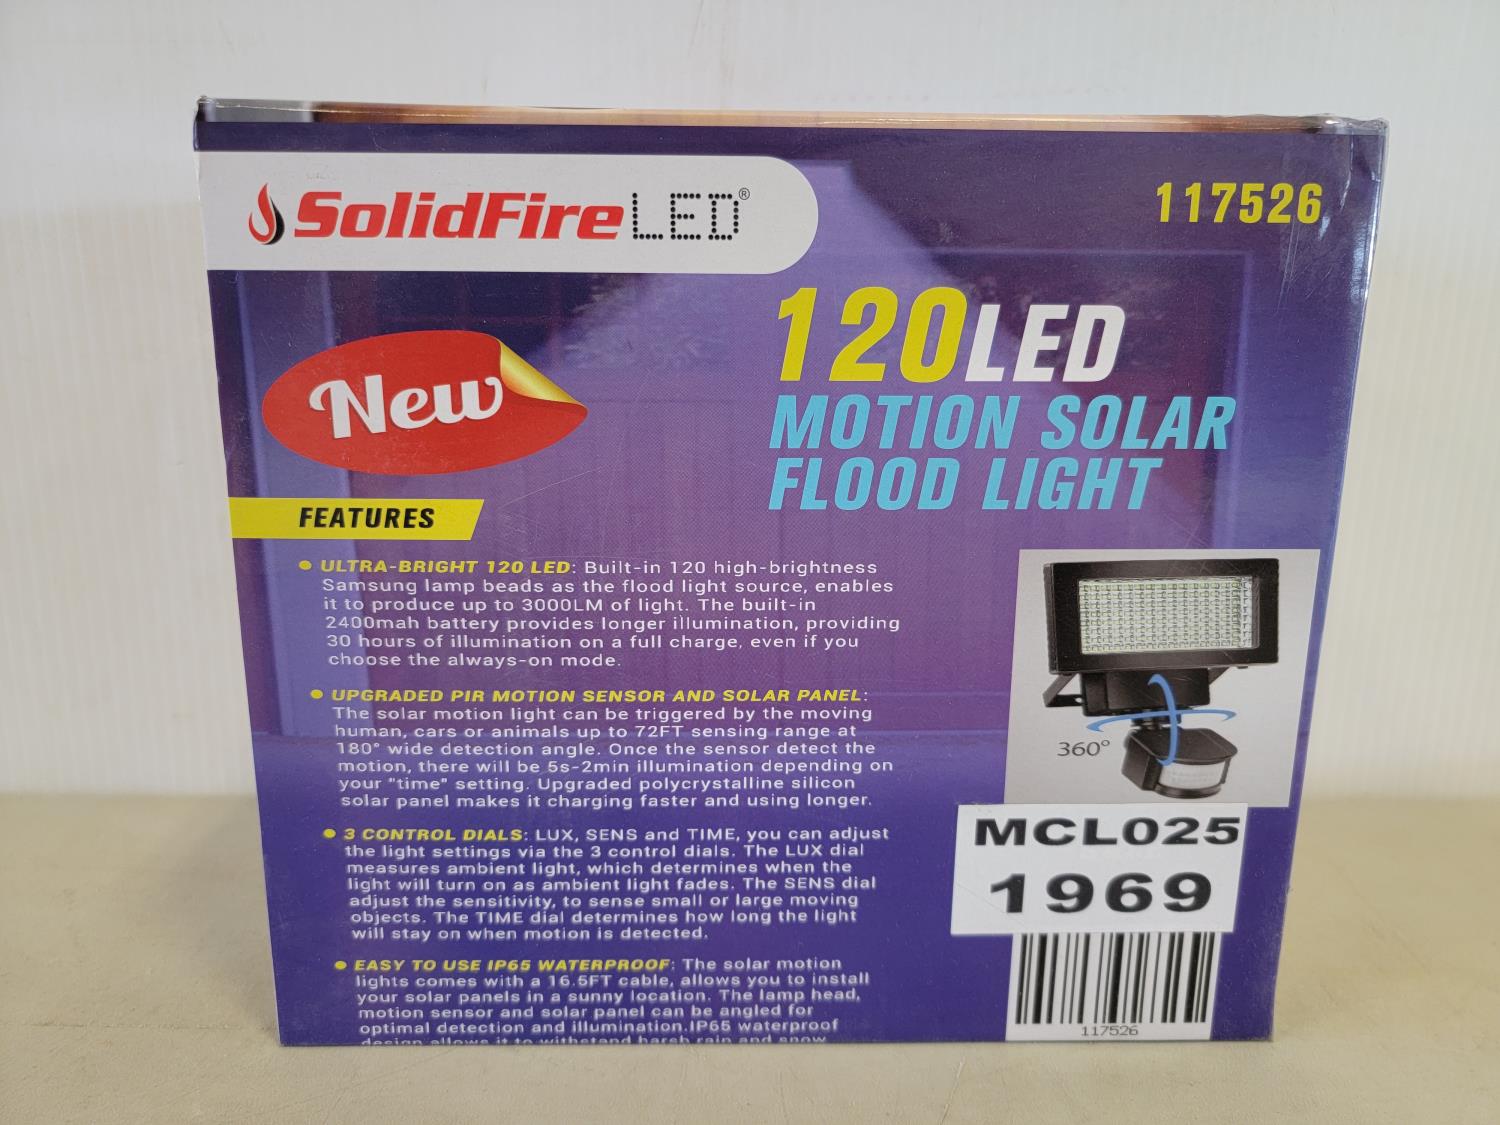 SolidFire LED®
117526
120LED
MOTION SOLAR
FLOOD LIGHT
New
FEATURES
• ULTRA-BRIGHT 120 LED: Built-in 120 high-brightness
Samsung lamp beads as the flood light source, enables
it to produce up to 3000LM of light. The built-in
2400mah battery provides longer illumination, providing
30 hours of illumination on a full charge, even if you
choose the always-on mode.
• UPGRADED PIR MOTION SENSOR AND SOLAR PANEL:
The solar motion light can be triggered by the moving
human, cars or animals up to 72FT sensing range at
180° wide detection angle. Once the sensor detect the
motion, there will be 5s-2min illumination depending on
your "time" setting. Upgraded polycrystalline silicon
solar panel makes it charging faster and using longer.
• 3 CONTROL DIALS: LUX, SENS and TIME, you can adjust
the light settings via the 3 control dials. The LUX dial
measures ambient light, which determines when the
light will turn on as ambient light fades. The SENS dial
adjust the sensitivity, to sense small or large moving
objects. The TIME dial determines how long the light
will stay on when motion is detected.
• EASY TO USE IP65 WATERPROOF: The solar motion
lights comes with a 16.5FT cable, allows you to install
your solar panels in a sunny location. The lamp head,
motion sensor and solar panel can be angled for
optimal detection and illumination.IP65 waterproof
design allows it to withstand harsh rain and snow
360°
MCL025
1969
117526